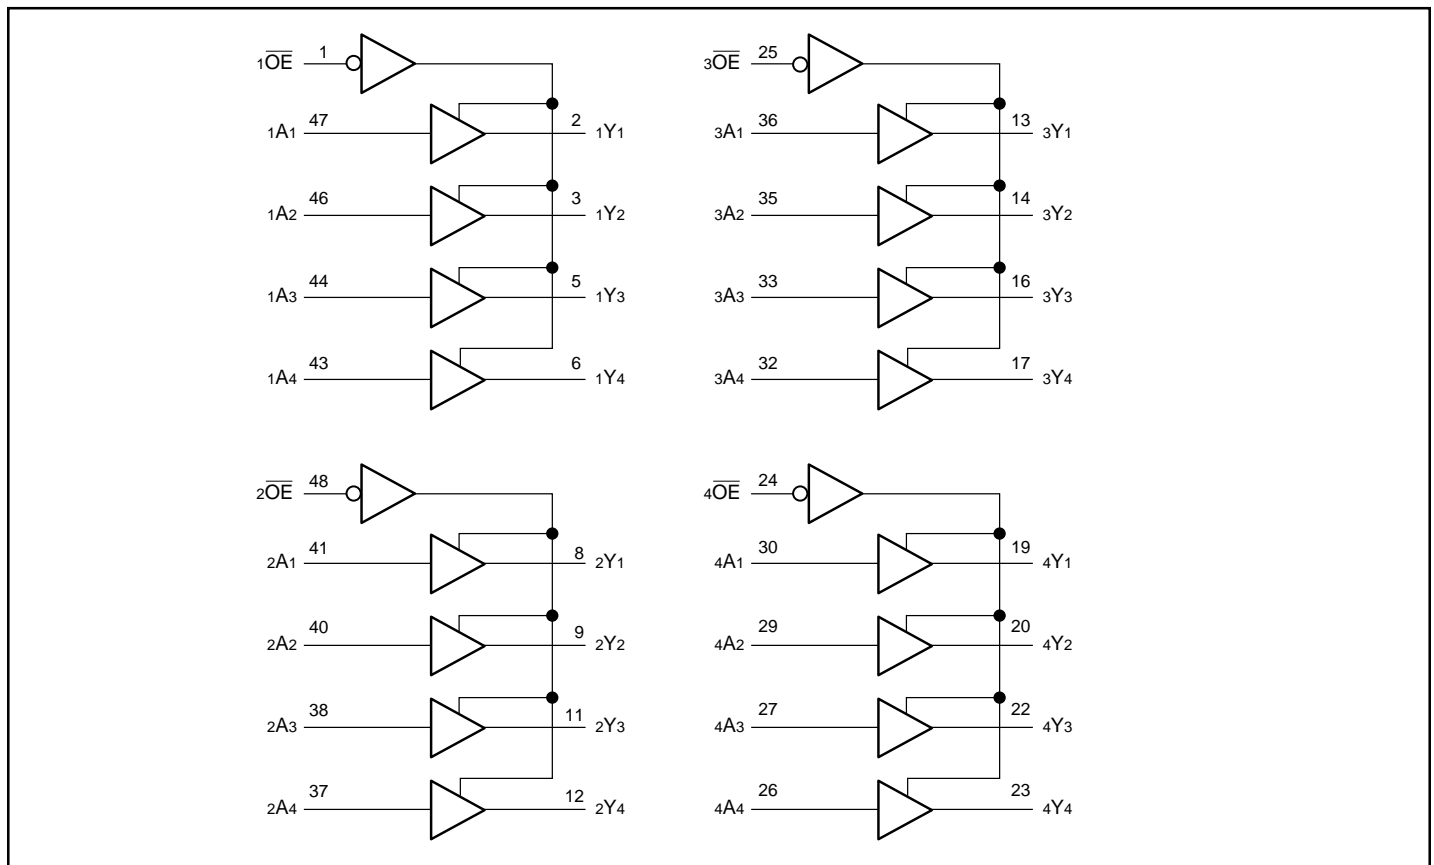 1OE 1
1A1 47 2 1Y1
1A2 46 3 1Y2
1A3 44 5 1Y3
1A4 43 6 1Y4
3OE 25
3A1 36 13 3Y1
3A2 35 14 3Y2
3A3 33 16 3Y3
3A4 32 17 3Y4
2OE 48
2A1 41 8 2Y1
2A2 40 9 2Y2
2A3 38 11 2Y3
2A4 37 12 2Y4
4OE 24
4A1 30 19 4Y1
4A2 29 20 4Y2
4A3 27 22 4Y3
4A4 26 23 4Y4